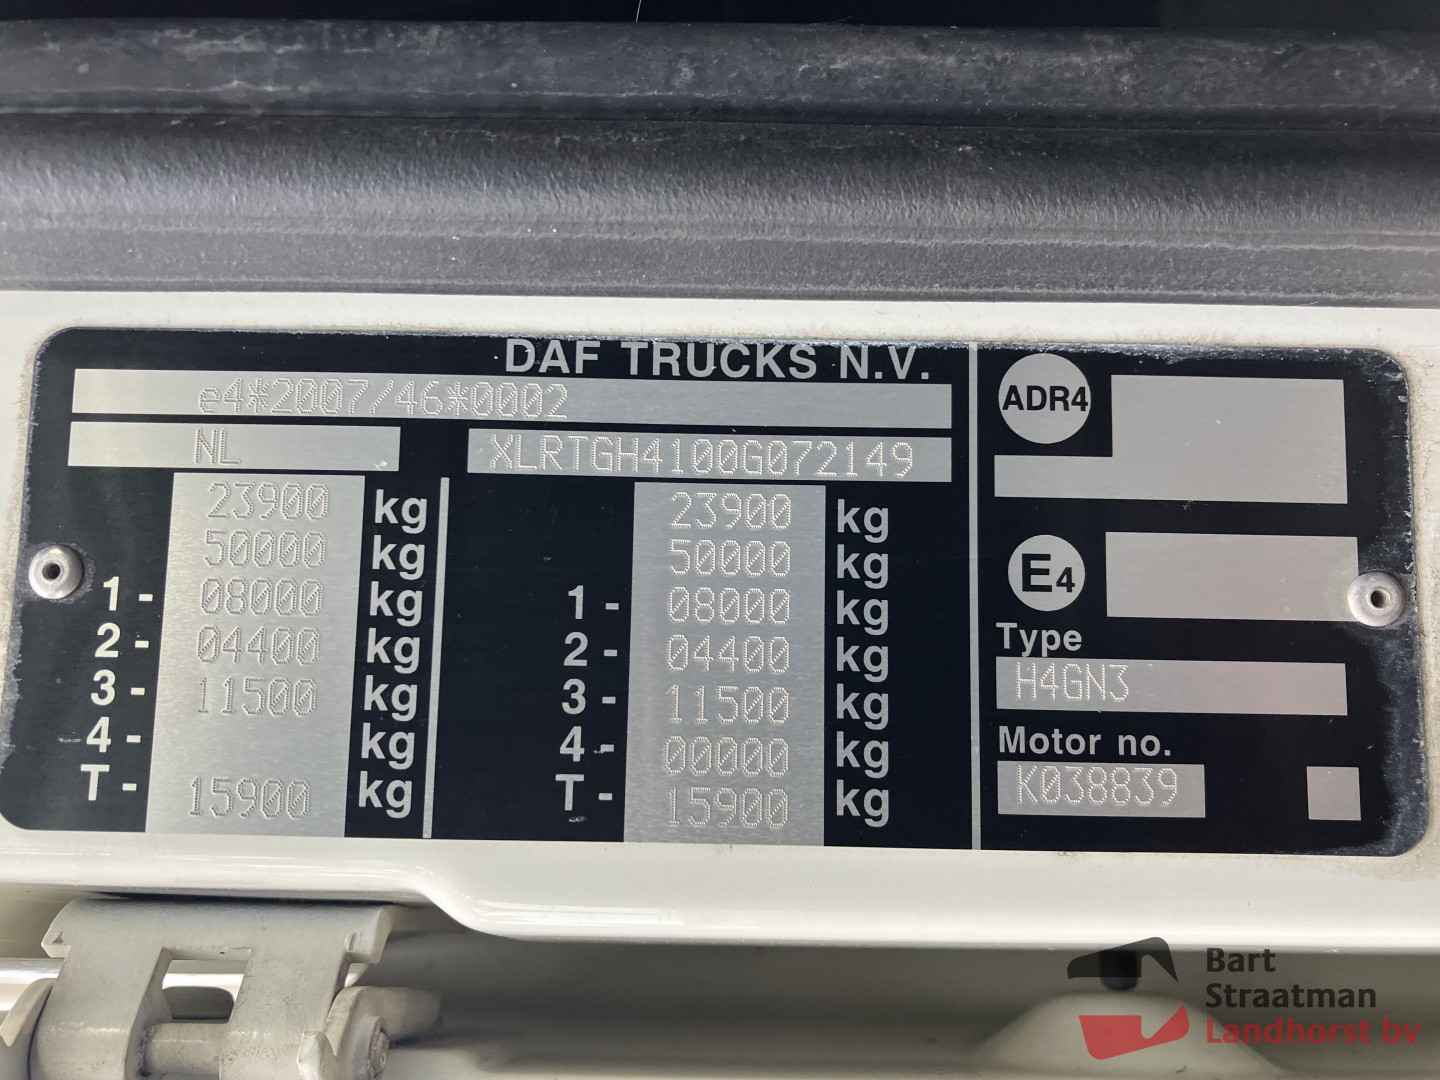 DAF TRUCKS N.V.
e4*2007/46*0002
NL XLRTGH4100G072149
23900 kg 23900 kg
50000 kg 50000 kg
1- 08000 kg 1- 08000 kg
2- 04400 kg 2- 04400 kg
3- 11500 kg 3- 11500 kg
4- kg 4- 00000 kg
T- 15900 kg T- 15900 kg
ADR4
E4
Type
H4GN3
Motor no.
K038839
Bart
Straatman
Landhorst bv